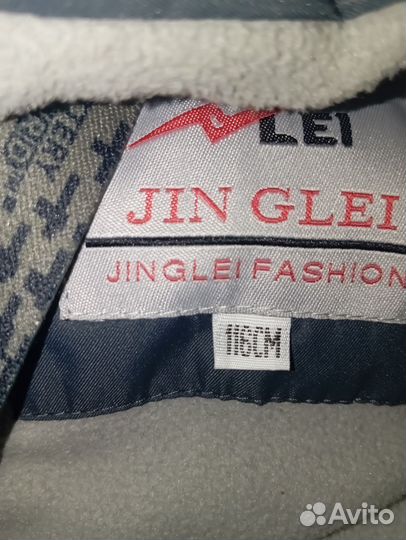 LEI
JIN GLEI
JINGLEI FASHION
116CM
Avito